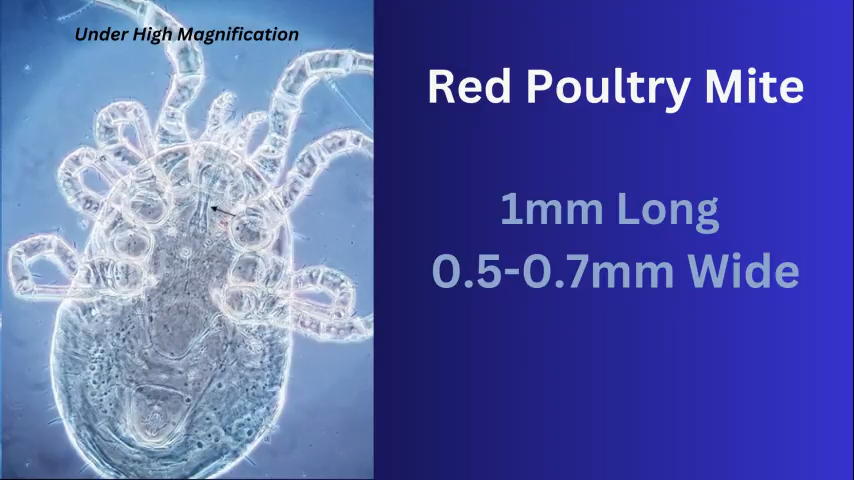 Under High Magnification
Red Poultry Mite
1mm Long
0.5-0.7mm Wide